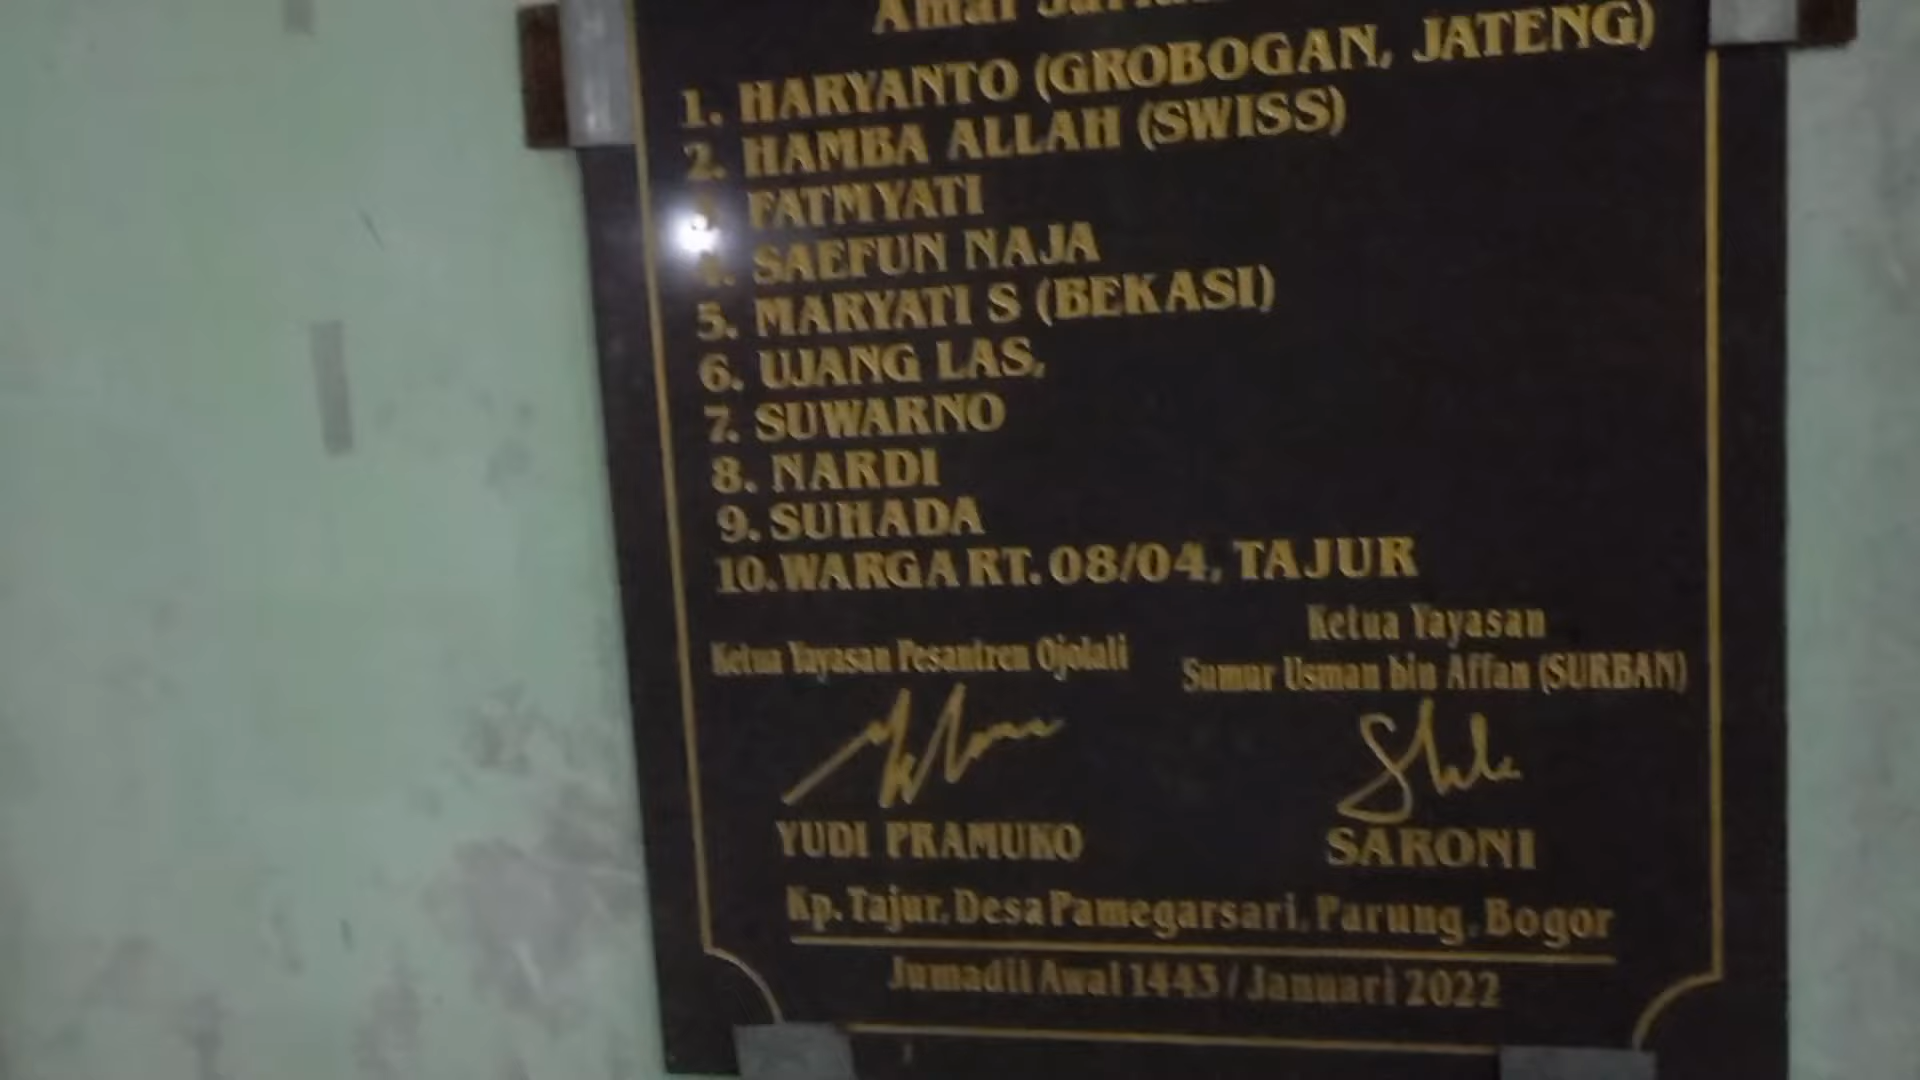 Amal
1. HARYANTO (GROBOGAN, JATENG)
2. HAMBA ALLAH (SWISS)
FATMYATI
4. SAEFUN NAJA
5. MARYATI S (BEKASI)
6. UJANG LAS,
7. SUWARNO
8. NARDI
9. SUHADA
10. WARGA RT. 08/04, TAJUR
Ketua Yayasan Pesantren Ojolali
Ketua Yayasan
Sumur Usman bin Affan (SURBAN)
YUDI PRAMUKO
SARONI
Kp. Tajur, Desa Pamegarsari, Parung, Bogor
Jumadil Awal 1443 / Januari 2022